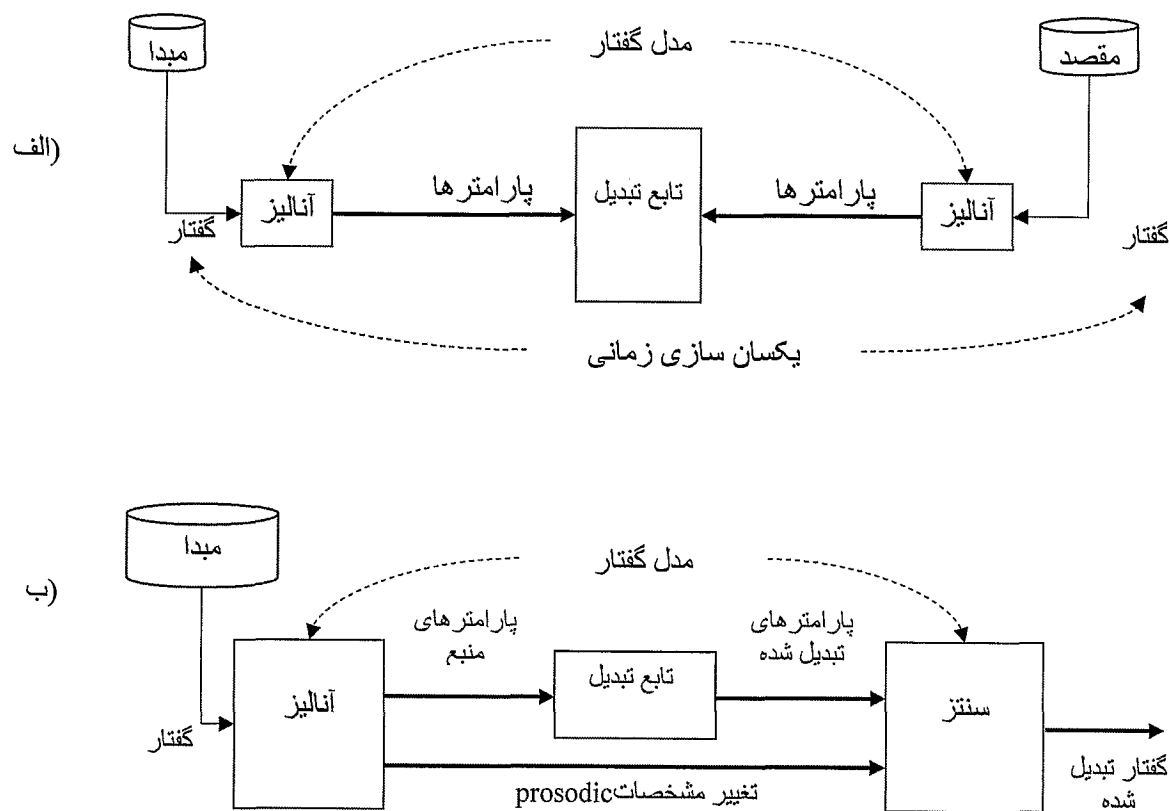 مبدا
مدل گفتار
مقصد
(الف
آنالیز
پارامترها
تابع تبدیل
پارامترها
آنالیز
گفتار
گفتار
یکسان سازی زمانی
مبدا
مدل گفتار
(ب
پارامترهای
منبع
پارامترهای
تبدیل شده
آنالیز
تابع تبدیل
سنتز
گفتار
تغییر مشخصاتprosodic
گفتار تبدیل
شده